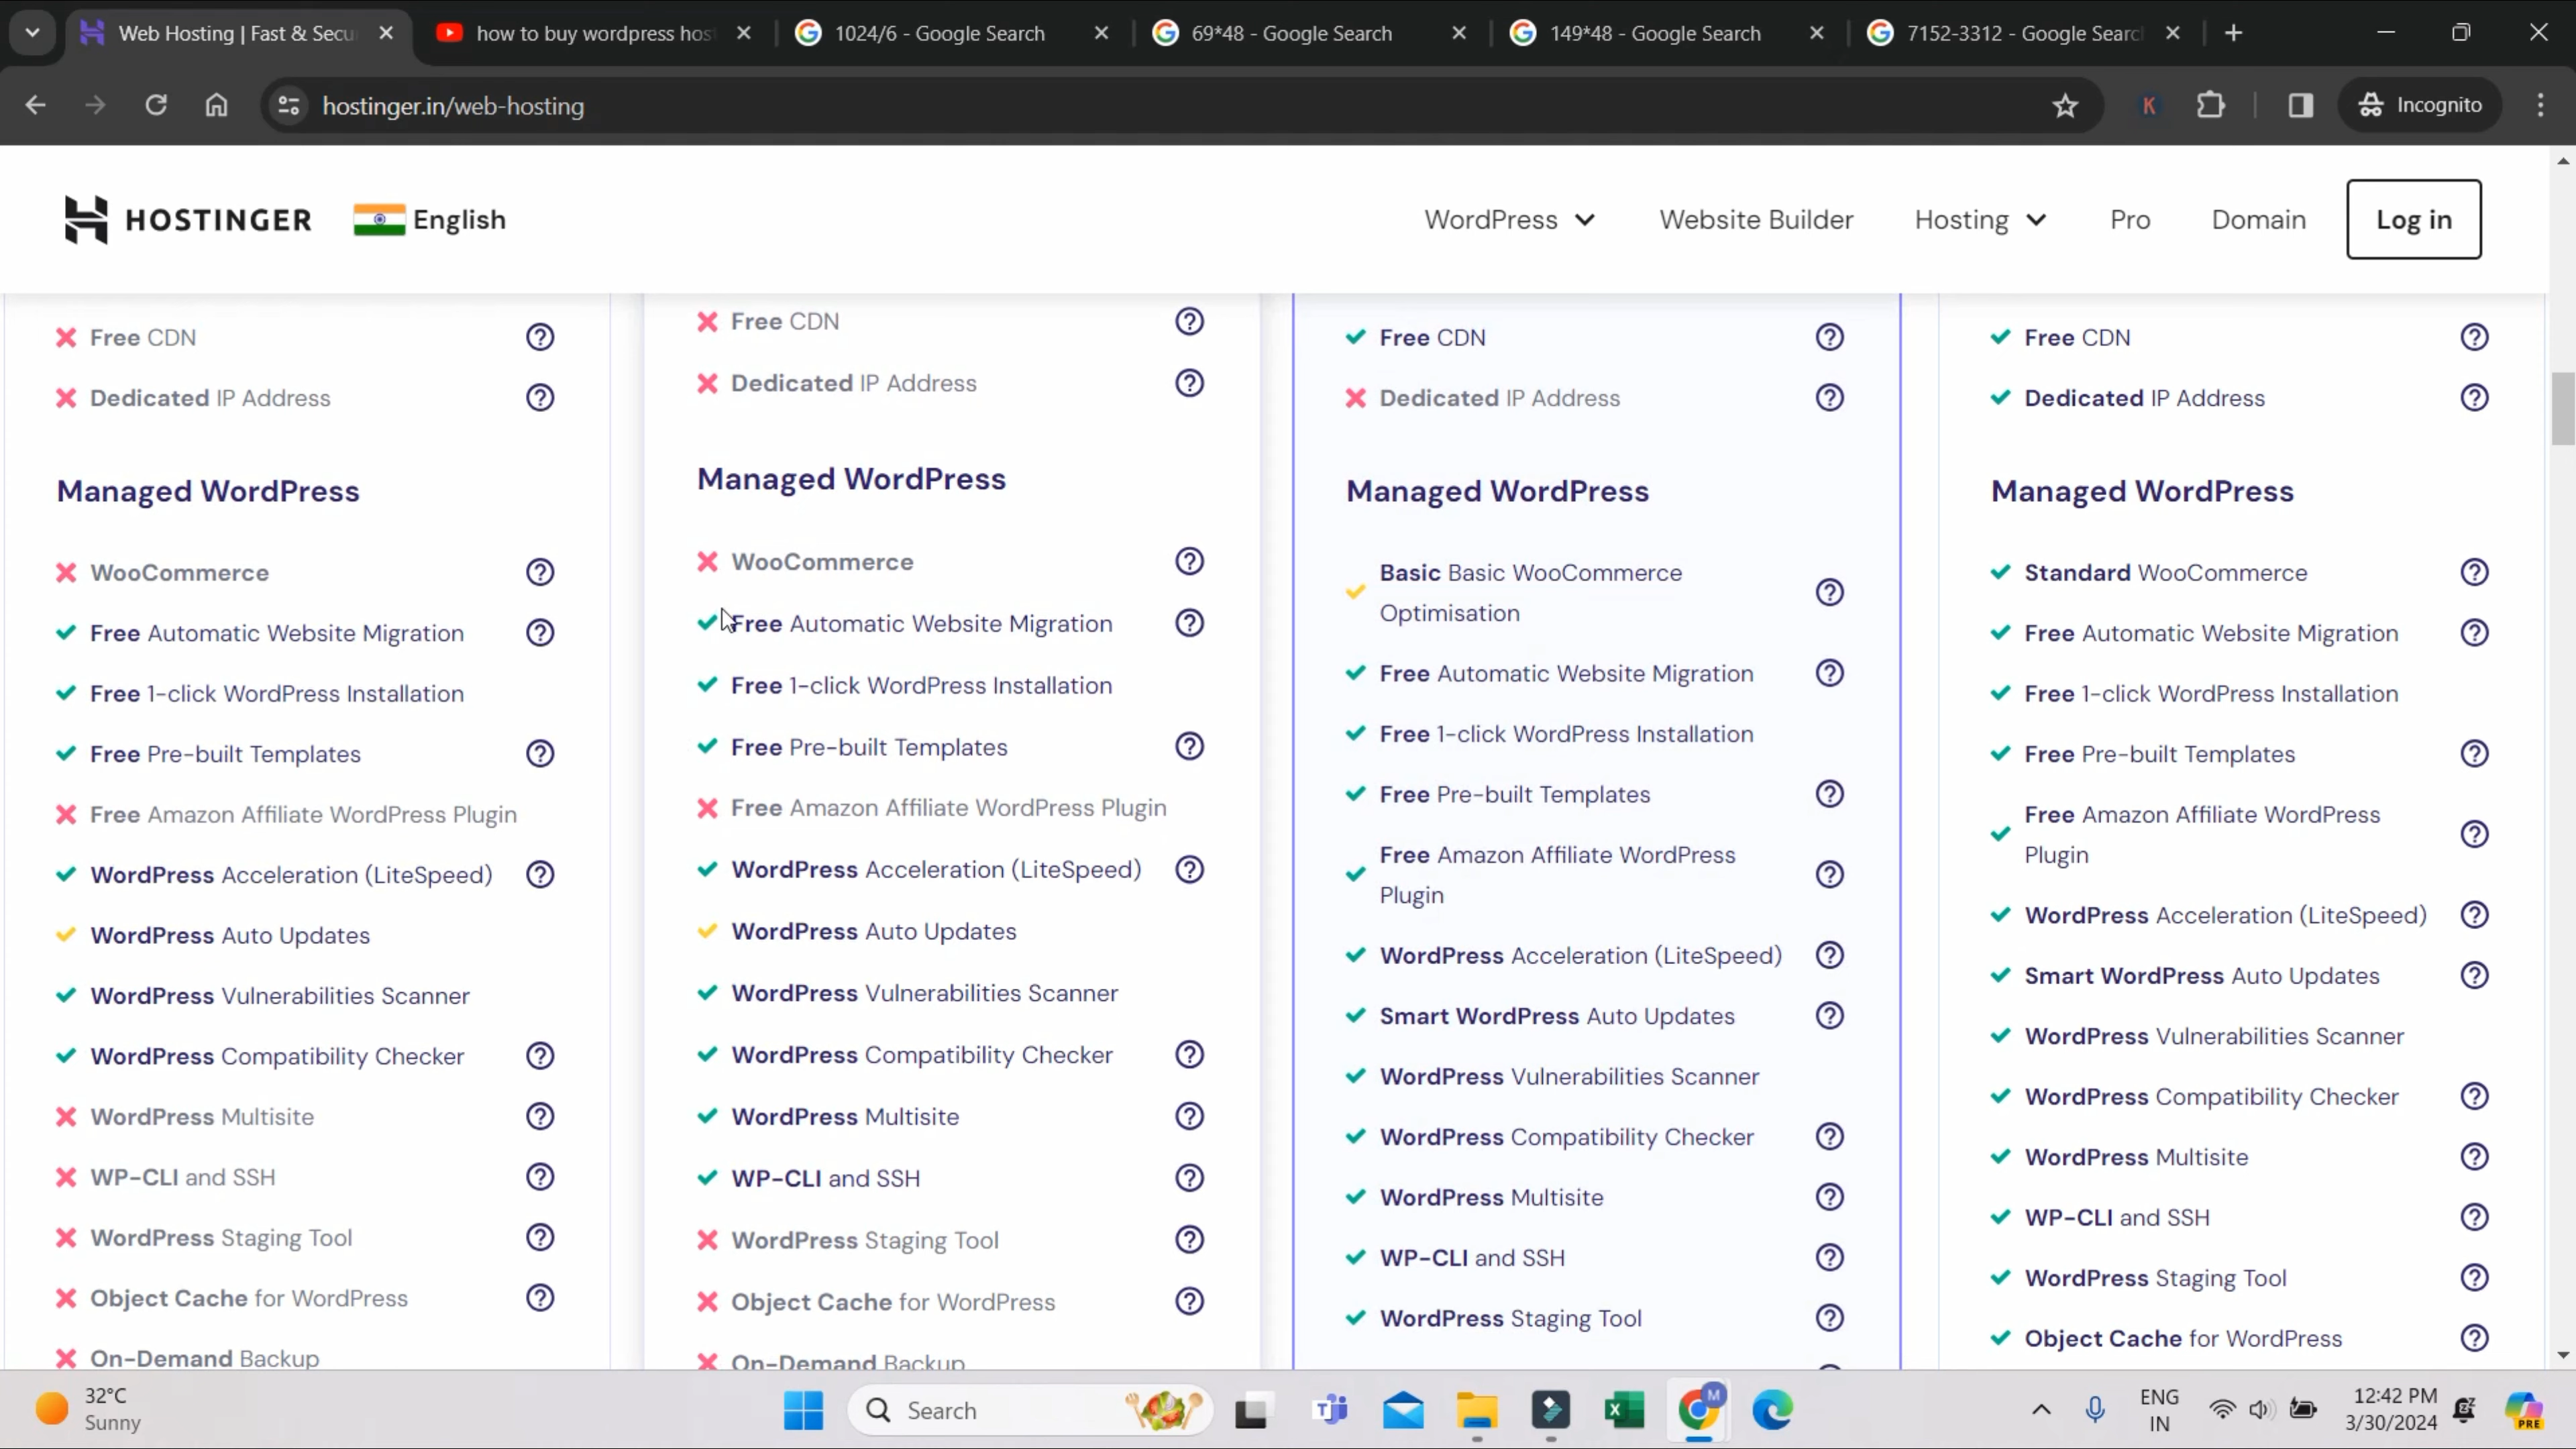 Web Hosting | Fast & Secu
how to buy wordpress host
1024/6 - Google Search
69*48 - Google Search
149*48 - Google Search
7152-3312 - Google Searc
hostinger.in/web-hosting
K
Incognito
HOSTINGER
English
WordPress
Website Builder
Hosting
Pro
Domain
Log in
Free CDN
Dedicated IP Address
Managed WordPress
WooCommerce
Free Automatic Website Migration
Free 1-click WordPress Installation
Free Pre-built Templates
Free Amazon Affiliate WordPress Plugin
WordPress Acceleration (LiteSpeed)
WordPress Auto Updates
WordPress Vulnerabilities Scanner
WordPress Compatibility Checker
WordPress Multisite
WP-CLI and SSH
WordPress Staging Tool
Object Cache for WordPress
On-Demand Backup
Free CDN
Dedicated IP Address
Managed WordPress
WooCommerce
Free Automatic Website Migration
Free 1-click WordPress Installation
Free Pre-built Templates
Free Amazon Affiliate WordPress Plugin
WordPress Acceleration (LiteSpeed)
WordPress Auto Updates
WordPress Vulnerabilities Scanner
WordPress Compatibility Checker
WordPress Multisite
WP-CLI and SSH
WordPress Staging Tool
Object Cache for WordPress
On-Demand Backup
Free CDN
Dedicated IP Address
Managed WordPress
Basic Basic WooCommerce
Optimisation
Free Automatic Website Migration
Free 1-click WordPress Installation
Free Pre-built Templates
Free Amazon Affiliate WordPress
Plugin
WordPress Acceleration (LiteSpeed)
Smart WordPress Auto Updates
WordPress Vulnerabilities Scanner
WordPress Compatibility Checker
WordPress Multisite
WP-CLI and SSH
WordPress Staging Tool
Free CDN
Dedicated IP Address
Managed WordPress
Standard WooCommerce
Free Automatic Website Migration
Free 1-click WordPress Installation
Free Pre-built Templates
Free Amazon Affiliate WordPress
Plugin
WordPress Acceleration (LiteSpeed)
Smart WordPress Auto Updates
WordPress Vulnerabilities Scanner
WordPress Compatibility Checker
WordPress Multisite
WP-CLI and SSH
WordPress Staging Tool
Object Cache for WordPress
32°C
Sunny
Search
M
ENG
IN
12:42 PM
3/30/2024
PRE